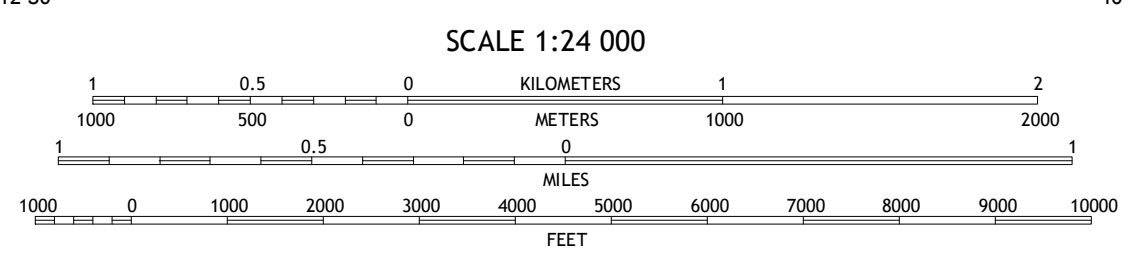 SCALE 1:24 000
1 0.5 0 KILOMETERS 1 2
1000 500 0 METERS 1000 2000
1 0.5 0 1
MILES
1000 0 1000 2000 3000 4000 5000 6000 7000 8000 9000 10000
FEET